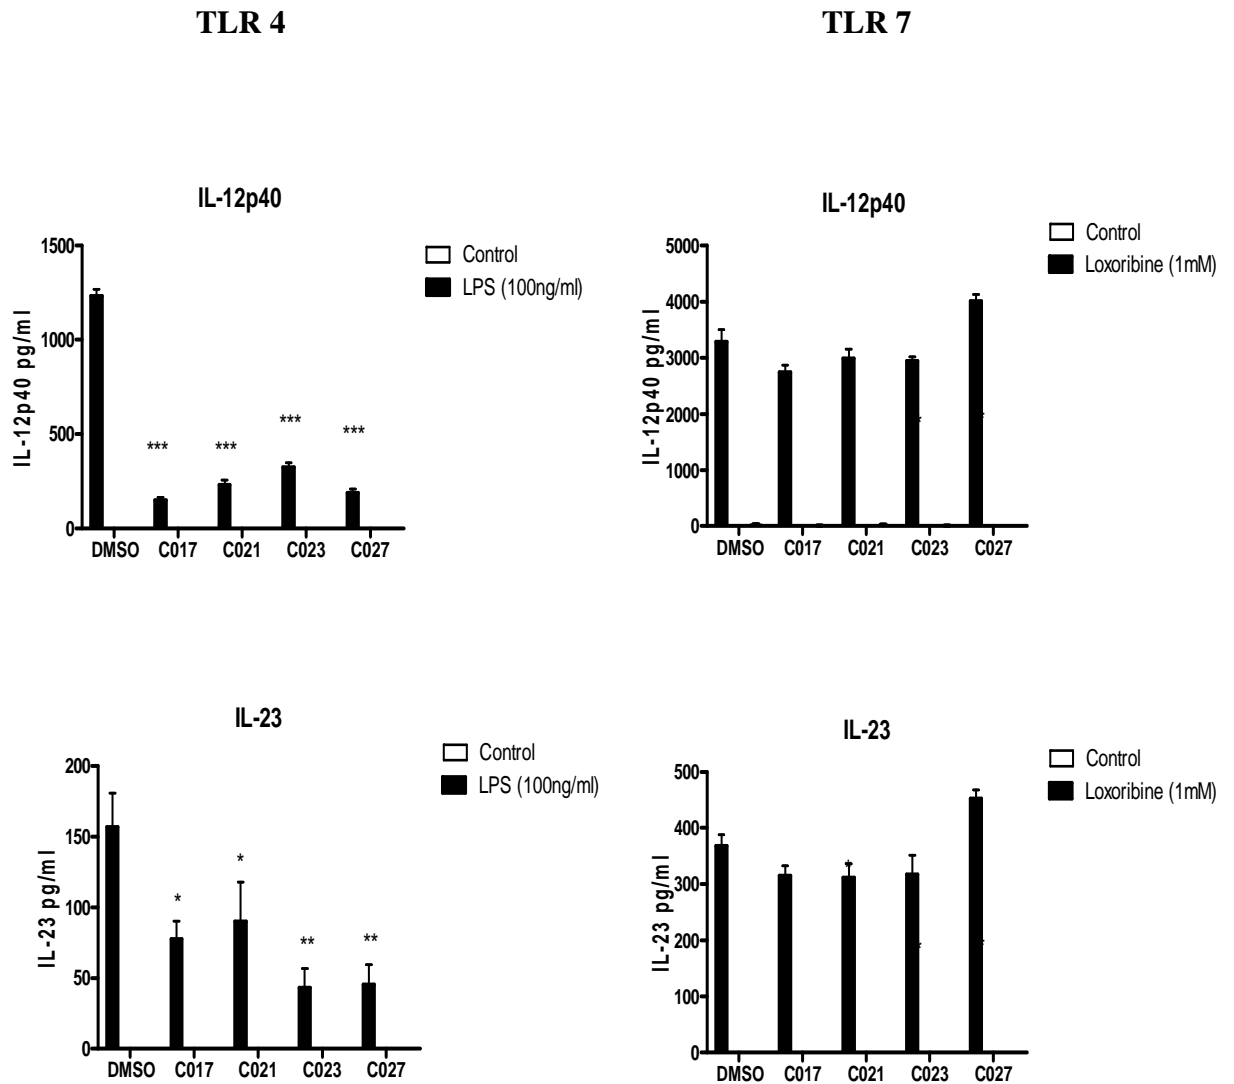 TLR 4
TLR 7
IL-12p40
Control
LPS (100ng/ml)
IL-12p40 pg/ml
1500
1000
500
0
***
***
***
***
DMSO C017 C021 C023 C027
IL-12p40
Control
Loxoribine (1mM)
IL-12p40 pg/ml
5000
4000
3000
2000
1000
0
DMSO C017 C021 C023 C027
IL-23
Control
LPS (100ng/ml)
IL-23 pg/ml
200
150
100
50
0
*
*
**
**
DMSO C017 C021 C023 C027
IL-23
Control
Loxoribine (1mM)
IL-23 pg/ml
500
400
300
200
100
0
DMSO C017 C021 C023 C027